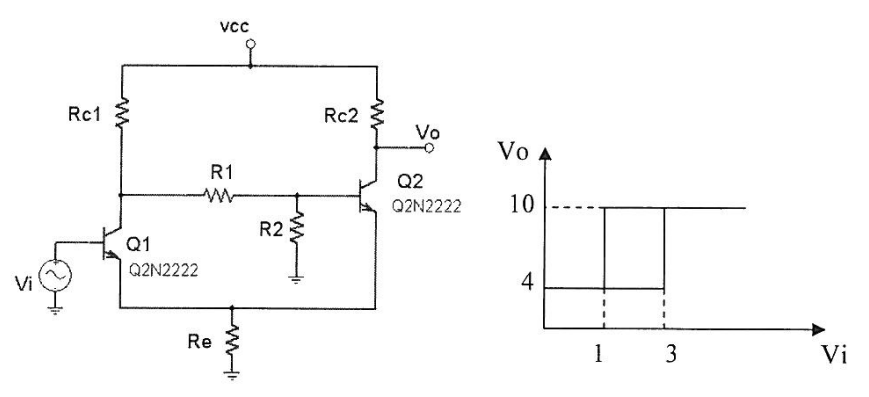 vcc
Rc1
Rc2
Vo
R1
Q2
Q2N2222
R2
Q1
Q2N2222
Vi
Re
Vo
10
4
1
3
Vi